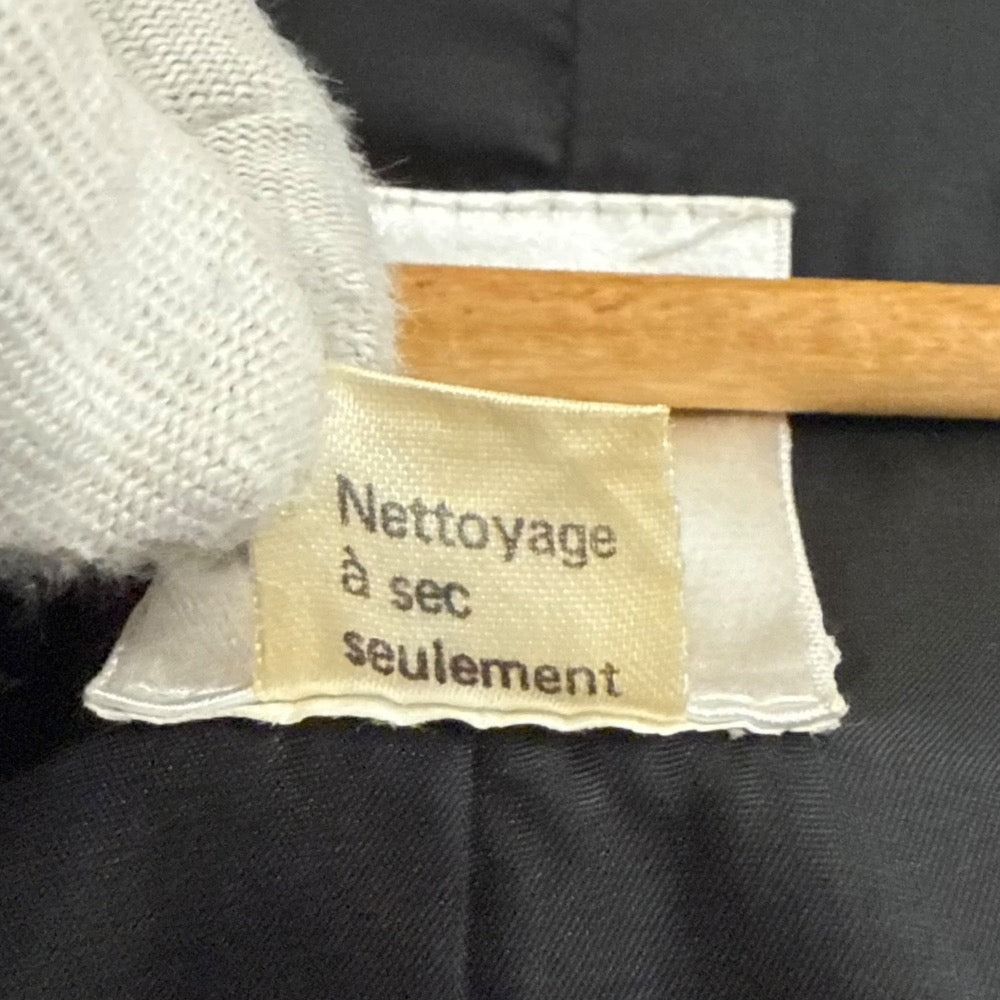 Nettoyage
à sec
seulement